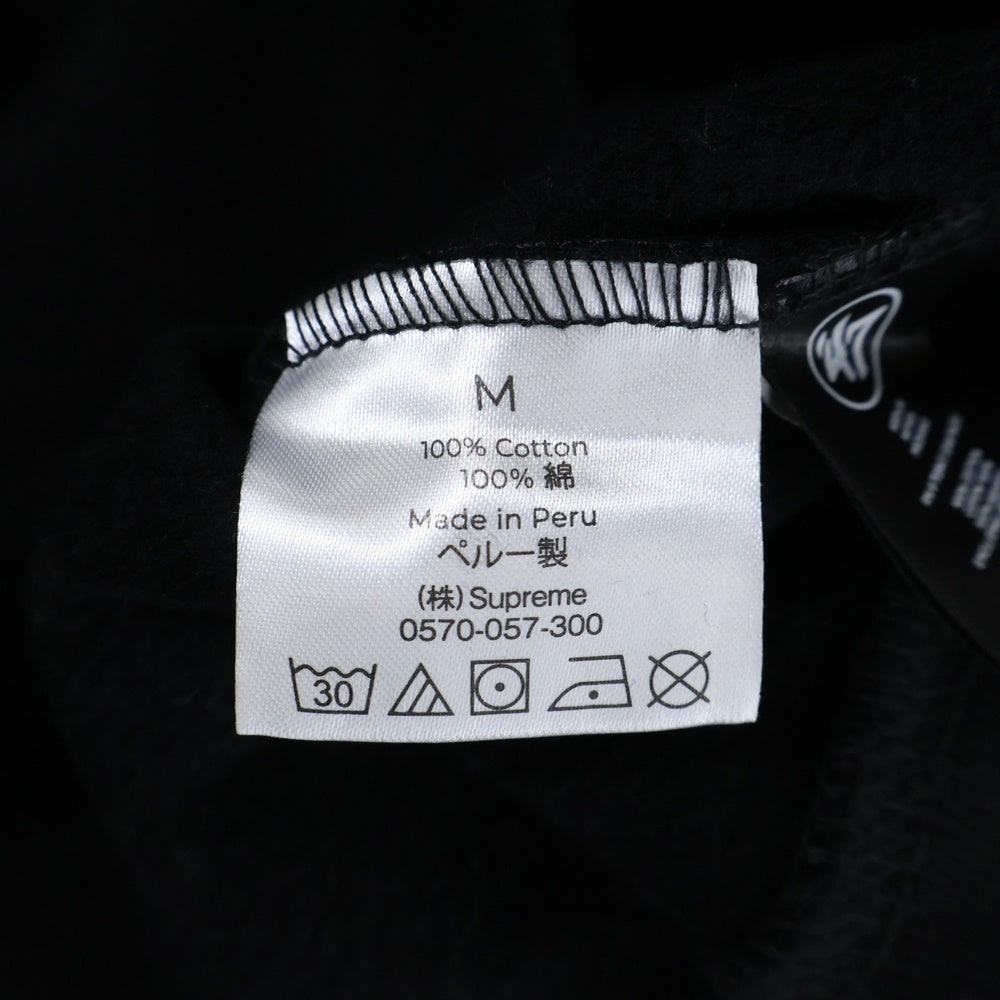 M
100% Cotton
100% 綿
Made in Peru
ペルー製
(株) Supreme
0570-057-300
30